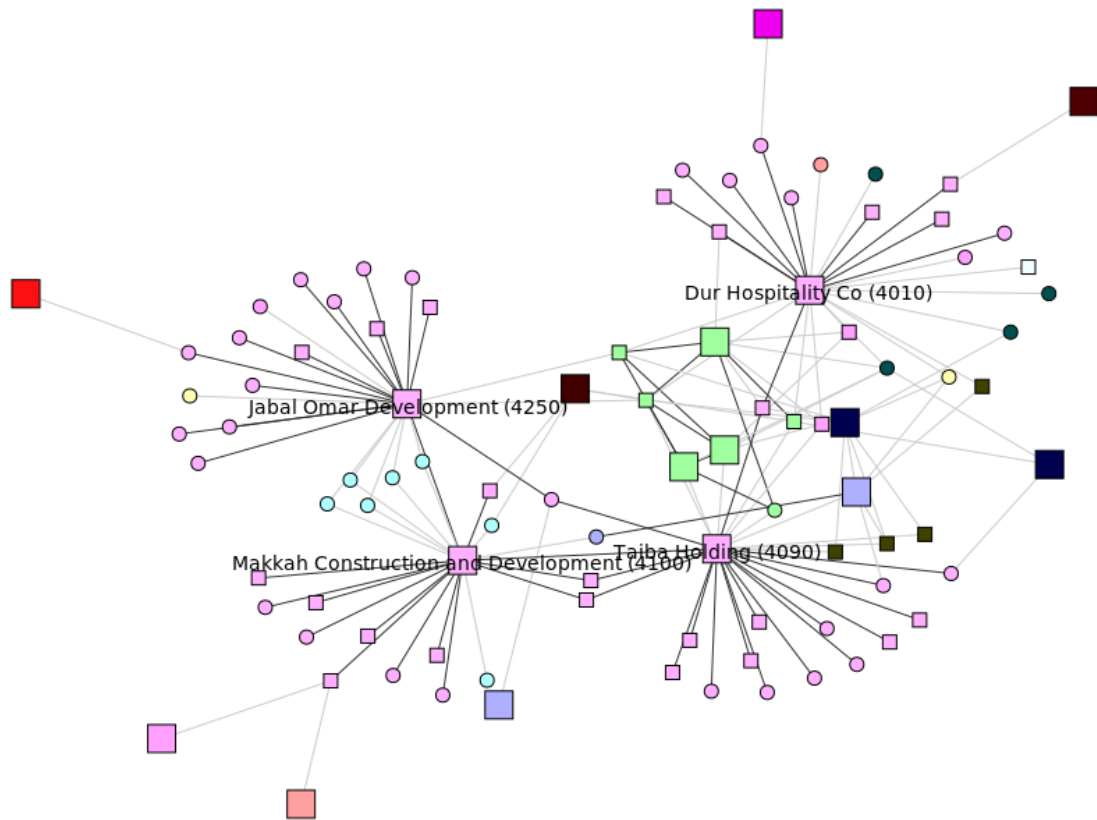 Dur Hospitality Co (4010)
Jabal Omar Development (4250)
Taiba Holding (4090)
Makkah Construction and Development (4100)